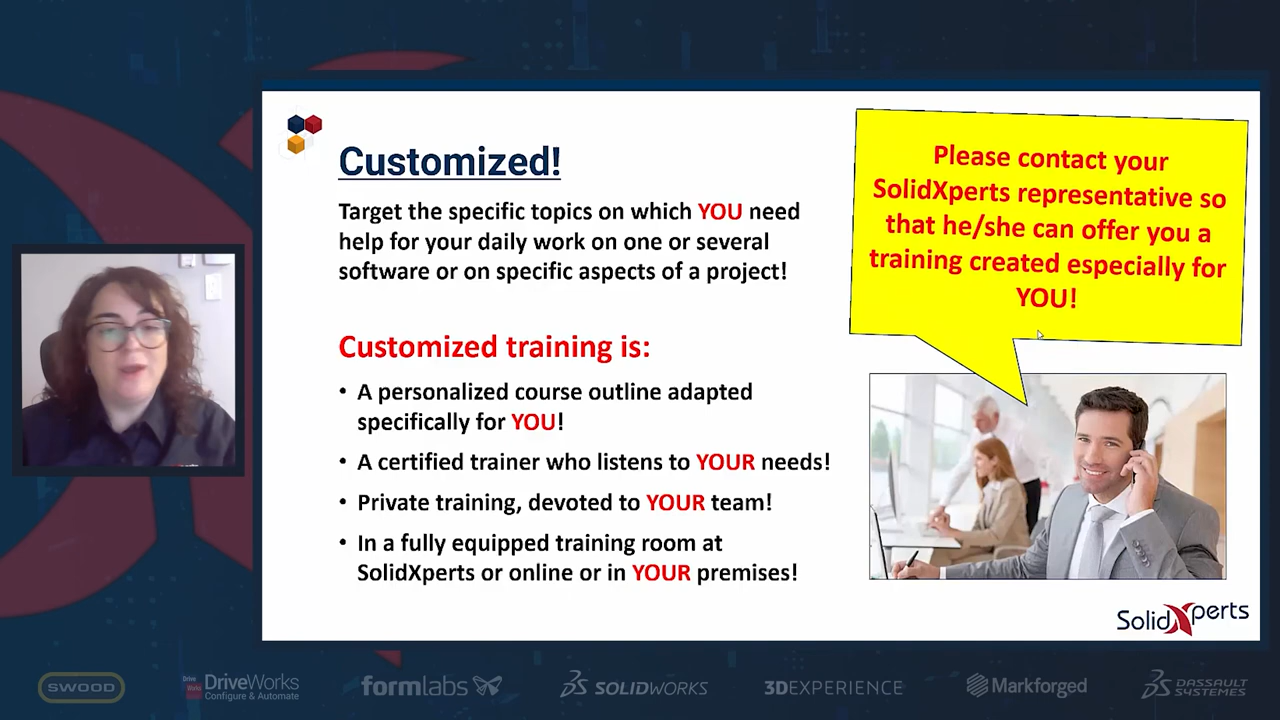 Customized!
Target the specific topics on which YOU need
help for your daily work on one or several
software or on specific aspects of a project!
Customized training is:
• A personalized course outline adapted
specifically for YOU!
• A certified trainer who listens to YOUR needs!
• Private training, devoted to YOUR team!
• In a fully equipped training room at
SolidXperts or online or in YOUR premises!
Please contact your
SolidXperts representative so
that he/she can offer you a
training created especially for
YOU!
SolidXperts
SWOOD
Drive Works
DriveWorks
Configure & Automate
formlabs
SOLIDWORKS
3DEXPERIENCE
Markforged
DASSAULT
SYSTEMES